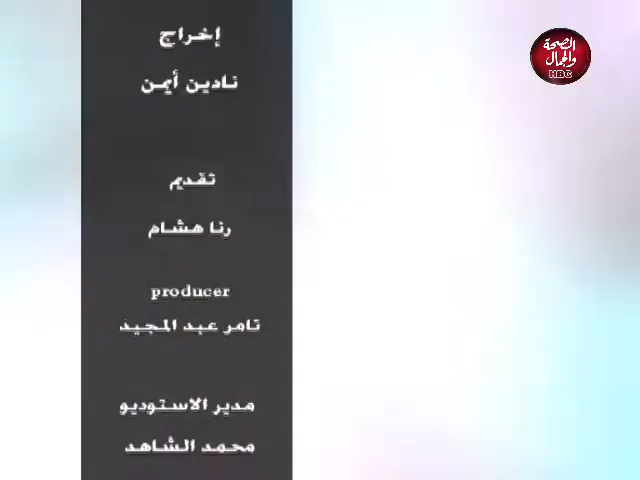 إخراج
نادين أيمن
تقديم
رنا هشام
producer
تامر عبد المجيد
مدير الاستوديو
محمد الشاهد
الصحة
والجمال
HBC